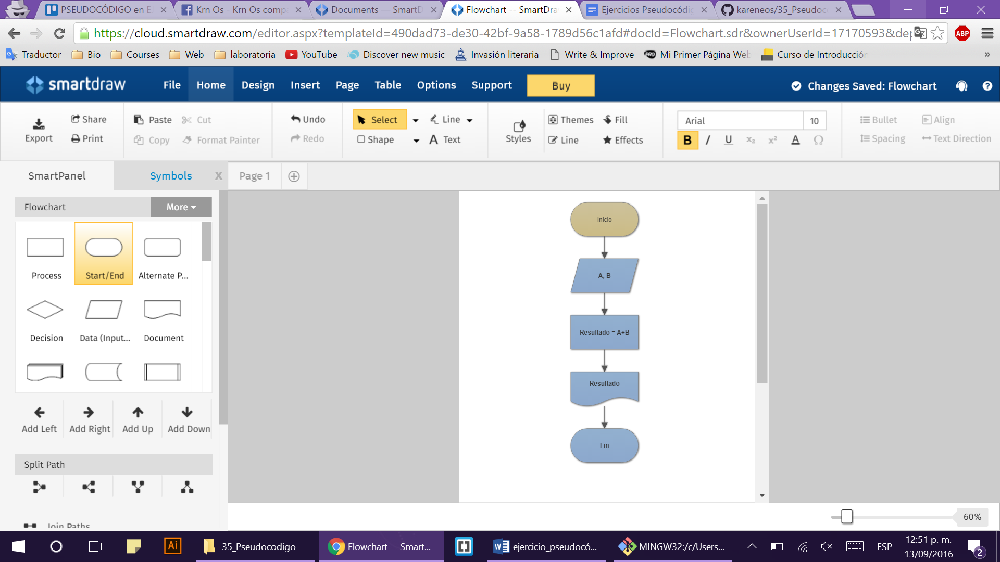 PSEUDOCÓDIGO en E
Krn Os - Krn Os comp
Documents — SmartD
Flowchart -- SmartDra
Ejercicios Pseudocódig
kareneos/35_Pseudoc
https://cloud.smartdraw.com/editor.aspx?templateId=490dad73-de30-42bf-9a58-1789d56c1afd#docId=Flowchart.sdr&ownerUserId=17170593&dep
ABP
Traductor
Bio
Courses
Web
laboratoria
YouTube
Discover new music
Invasión literaria
Write & Improve
Mi Primer Página Web
Curso de Introducción
»
smartdraw
File
Home
Design
Insert
Page
Table
Options
Support
Buy
Changes Saved: Flowchart
Export
Share
Print
Paste
Cut
Copy
Format Painter
Undo
Redo
Select
Line
Shape
Text
Styles
Themes
Fill
Line
Effects
Arial
10
B I U x₂ x² A Ω
Bullet
Align
Spacing
Text Direction
SmartPanel
Symbols
X
Page 1
Flowchart
More
Process
Start/End
Alternate P...
Decision
Data (Input...
Document
Add Left
Add Right
Add Up
Add Down
Split Path
Join Paths
Inicio
A, B
Resultado = A+B
Resultado
Fin
60%
Ai
35_Pseudocodigo
Flowchart -- Smart...
ejercicio_pseudocó...
MINGW32:/c/Users...
ESP
12:51 p. m.
13/09/2016
2